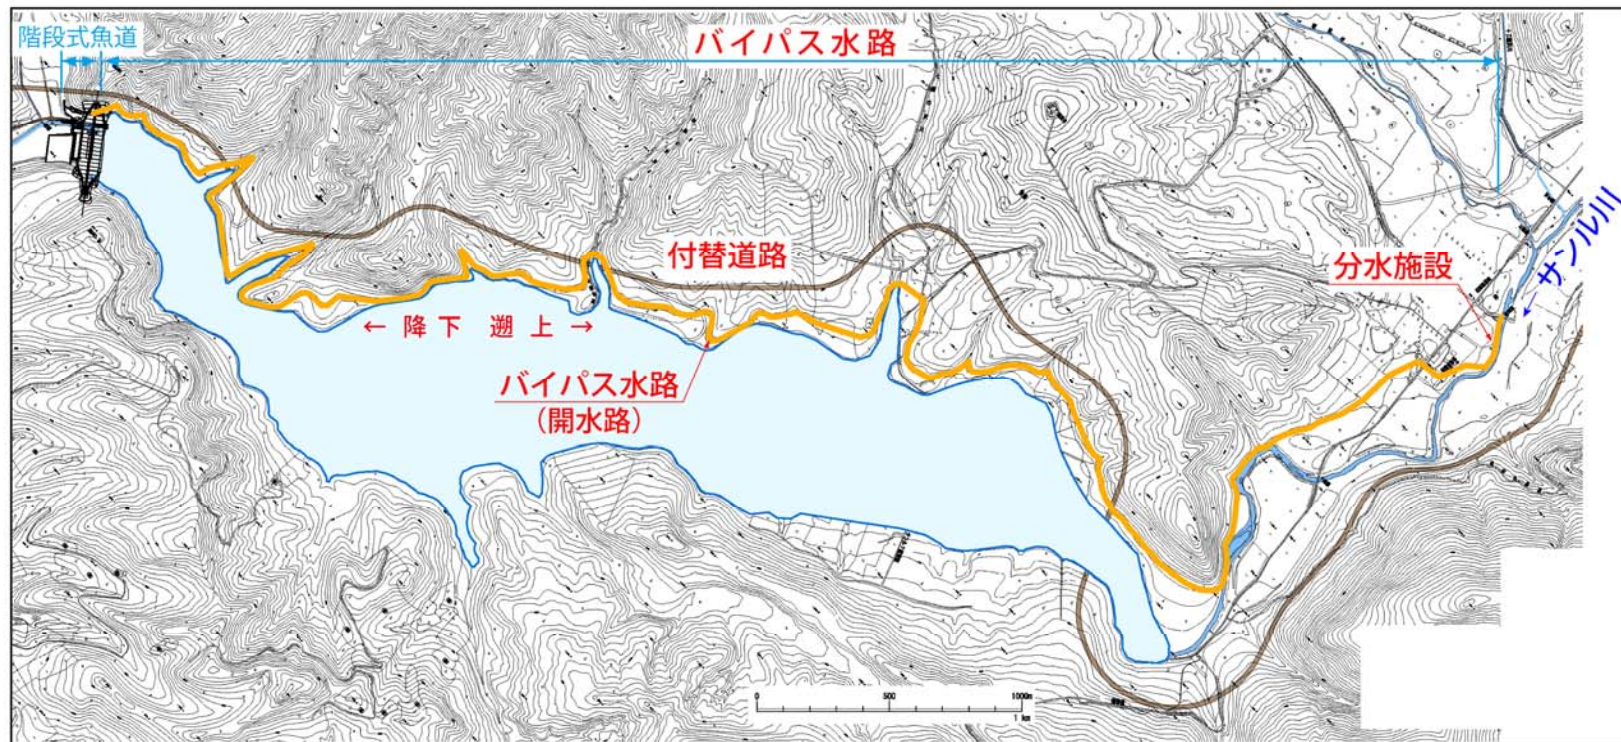 階段式魚道
バイパス水路
サンル川
付替道路
分水施設
← 降下 遡上 →
バイパス水路
(開水路)
0 500 1000m
1 km